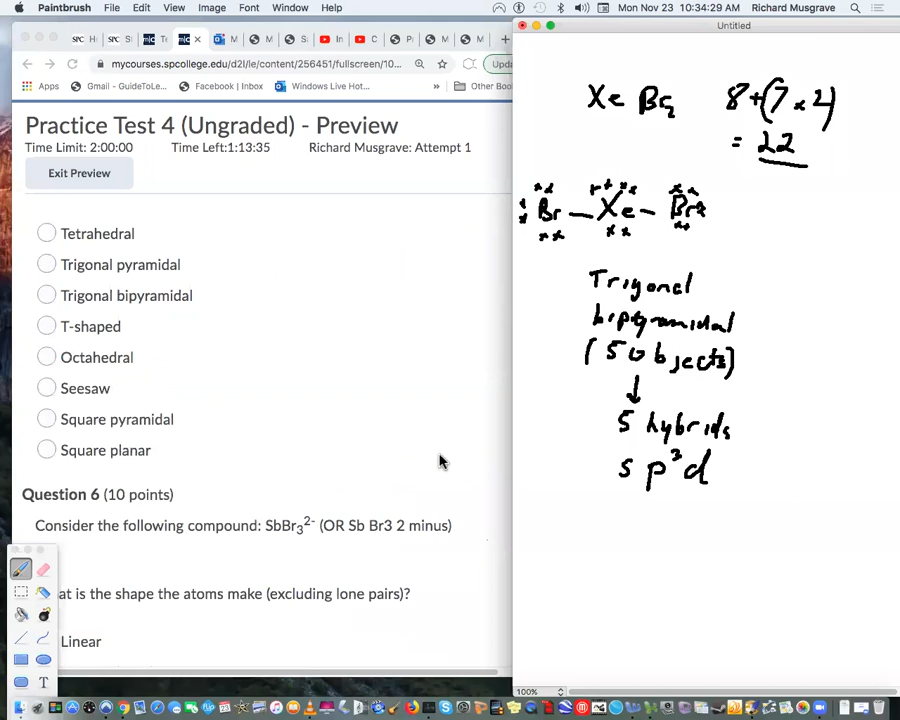 Paintbrush File Edit View Image Font Window Help
Mon Nov 23 10:34:29 AM Richard Musgrave
Untitled
mycourses.spcollege.edu/d2l/le/content/256451/fullscreen/10...
Apps Gmail - GuideToLe... Facebook | Inbox Windows Live Hot... » Other Boo
Practice Test 4 (Ungraded) - Preview
Time Limit: 2:00:00 Time Left:1:13:35 Richard Musgrave: Attempt 1
Exit Preview
Tetrahedral
Trigonal pyramidal
Trigonal bipyramidal
T-shaped
Octahedral
Seesaw
Square pyramidal
Square planar
Question 6 (10 points)
Consider the following compound: SbBr₃²⁻ (OR Sb Br3 2 minus)
at is the shape the atoms make (excluding lone pairs)?
Linear
T
XeBr₂ 8+(7x2)
= 22
Br — Xe — Br
Trigonal
bipyramidal
(5 objects)
↓
5 hybrids
sp³d
100%